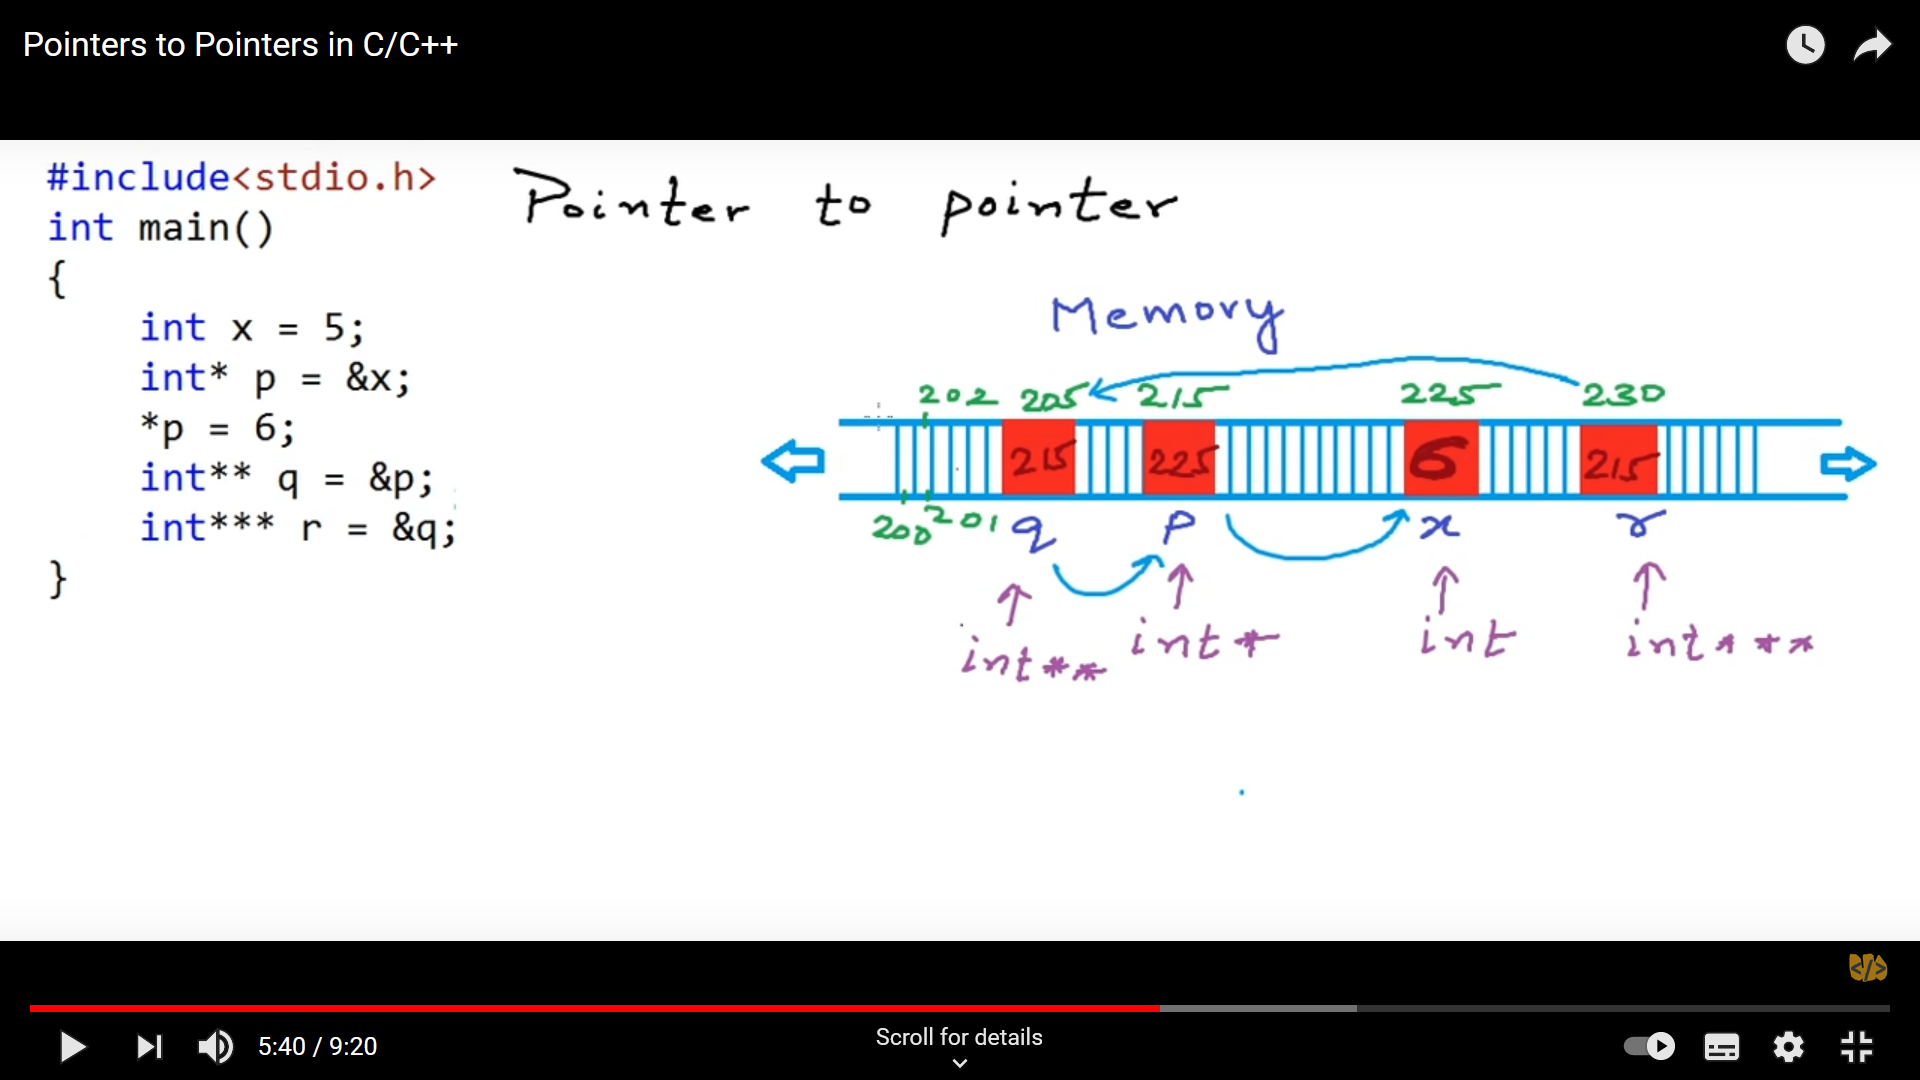 Pointers to Pointers in C/C++
#include<stdio.h>
int main()
{
int x = 5;
int* p = &x;
*p = 6;
int** q = &p;
int*** r = &q;
}
Pointer to pointer
Memory
202 205 215 225 230
215 225 6 215
200 201 q p x r
int** int* int int***
5:40 / 9:20
Scroll for details